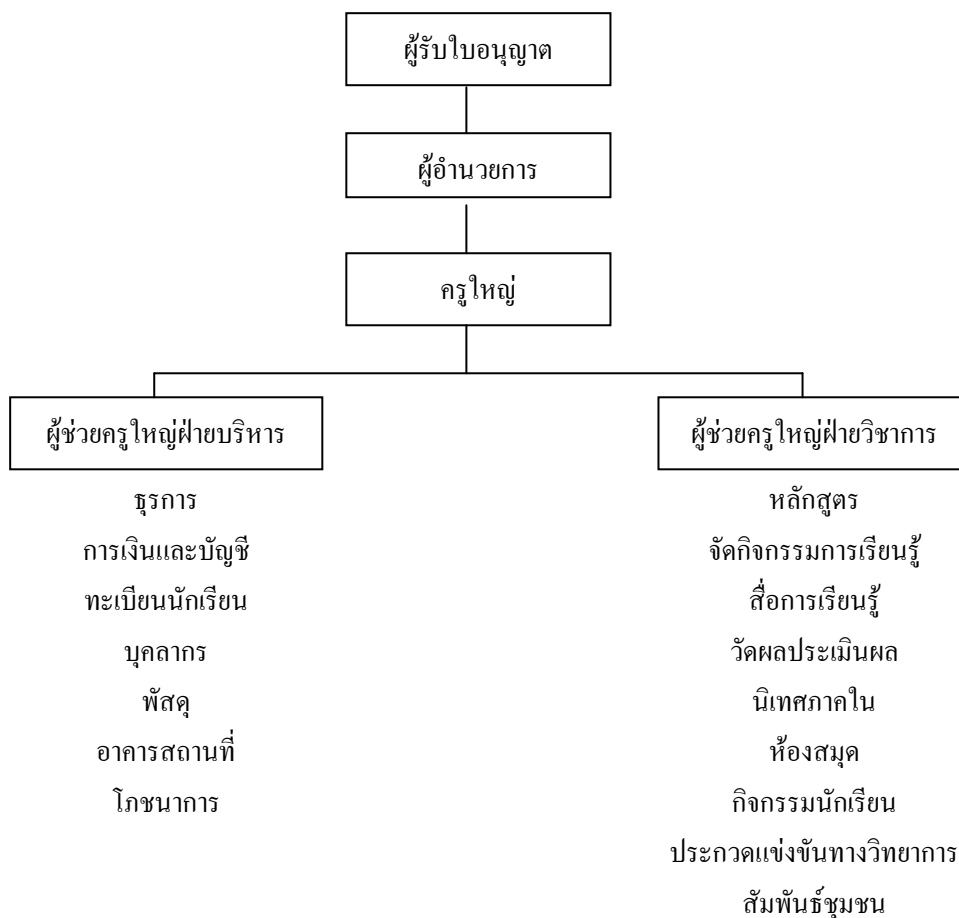 ผู้รับใบอนุญาต
ผู้อำนวยการ
ครูใหญ่
ผู้ช่วยครูใหญ่ฝ่ายบริหาร
ธุรการ
การเงินและบัญชี
ทะเบียนนักเรียน
บุคลากร
พัสดุ
อาคารสถานที่
โภชนาการ
ผู้ช่วยครูใหญ่ฝ่ายวิชาการ
หลักสูตร
จัดกิจกรรมการเรียนรู้
สื่อการเรียนรู้
วัดผลประเมินผล
นิเทศภาคใน
ห้องสมุด
กิจกรรมนักเรียน
ประกวดแข่งขันทางวิทยาการ
สัมพันธ์ชุมชน